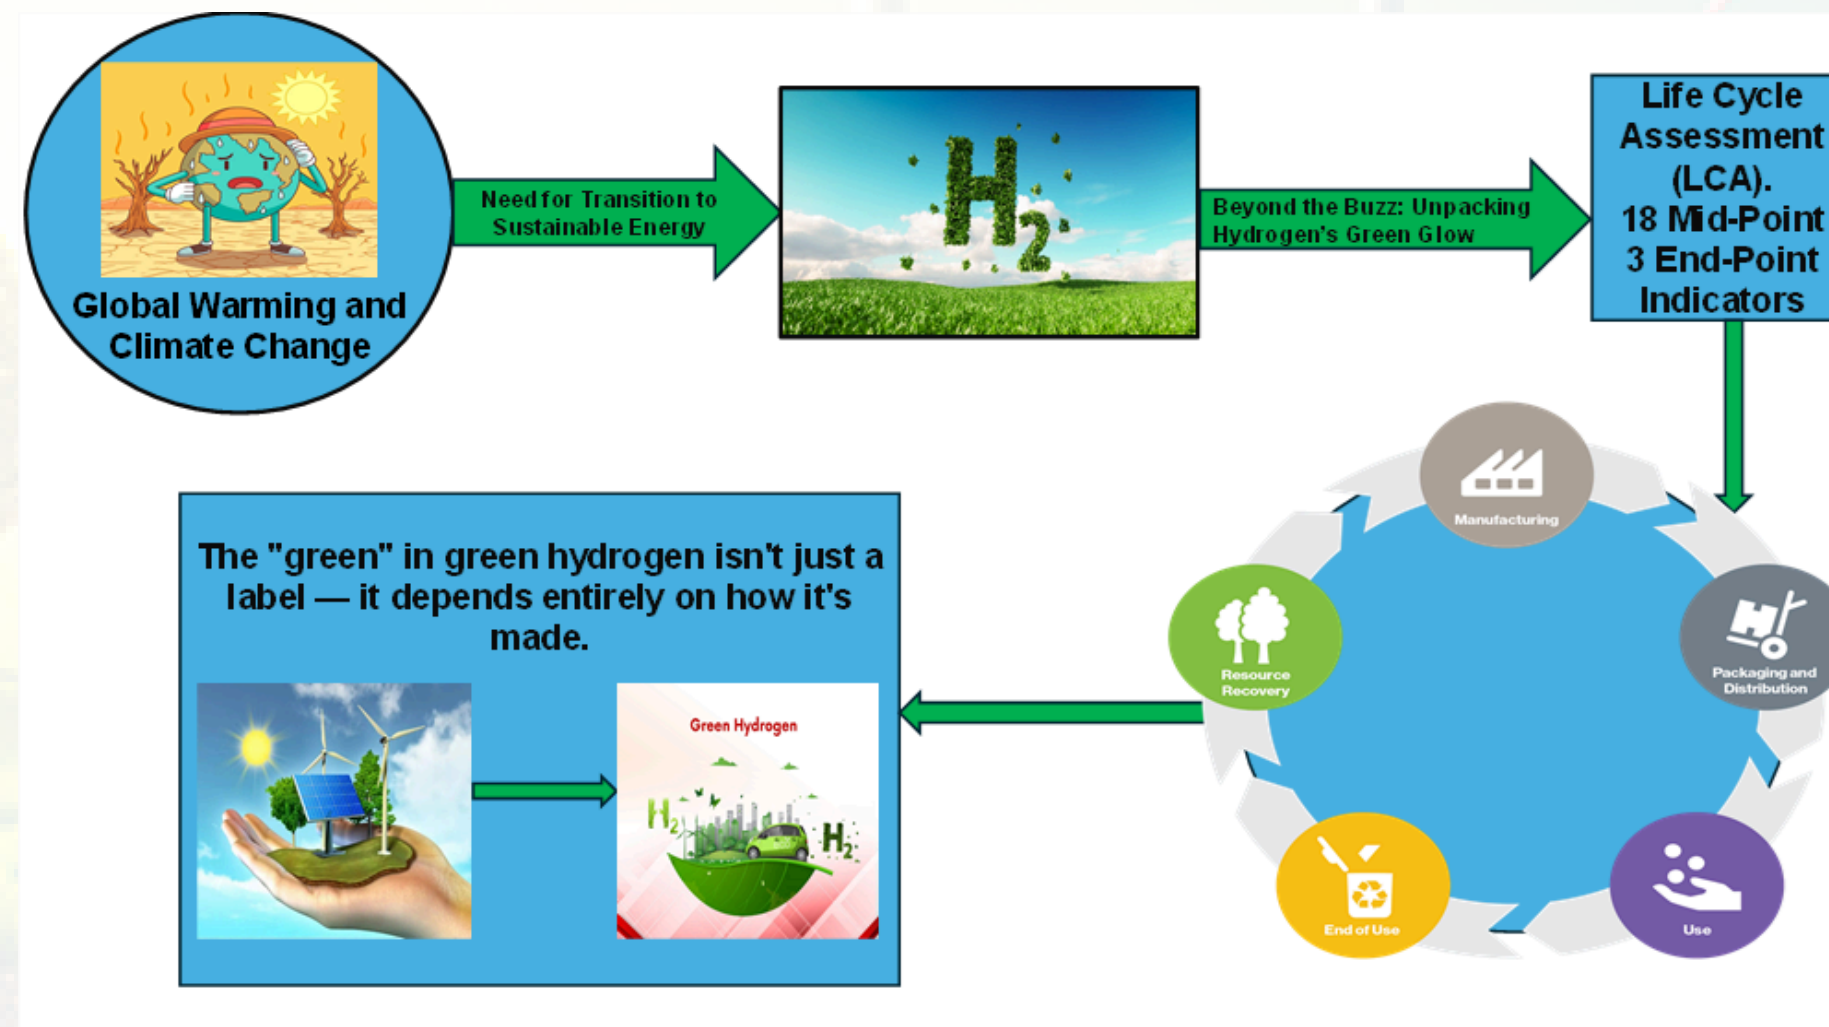 Global Warming and
Climate Change
Need for Transition to
Sustainable Energy
H2
Beyond the Buzz: Unpacking
Hydrogen's Green Glow
Life Cycle
Assessment
(LCA).
18 Mid-Point
3 End-Point
Indicators
Manufacturing
Packaging and
Distribution
Use
End of Use
Resource
Recovery
The "green" in green hydrogen isn't just a
label — it depends entirely on how it's
made.
Green Hydrogen
H2
H2